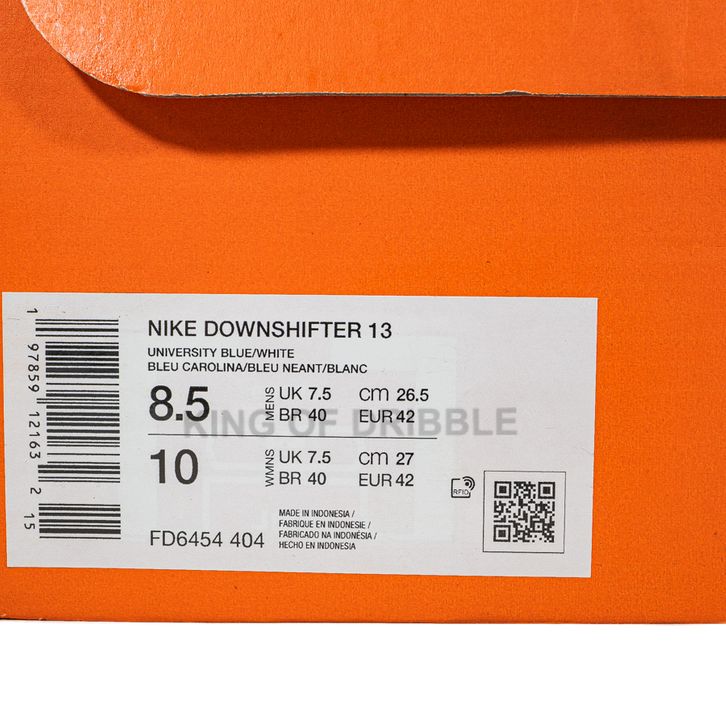 NIKE DOWNSHIFTER 13
UNIVERSITY BLUE/WHITE
BLEU CAROLINA/BLEU NEANT/BLANC
8.5 MENS UK 7.5 cm 26.5
BR 40 EUR 42
KING OF DRIBBLE
10 WMNS UK 7.5 cm 27
BR 40 EUR 42
RFID
FD6454 404
MADE IN INDONESIA /
FABRIQUE EN INDONESIE /
FABRICADO NA INDONÉSIA /
HECHO EN INDONESIA
1 97859 12163 2 15